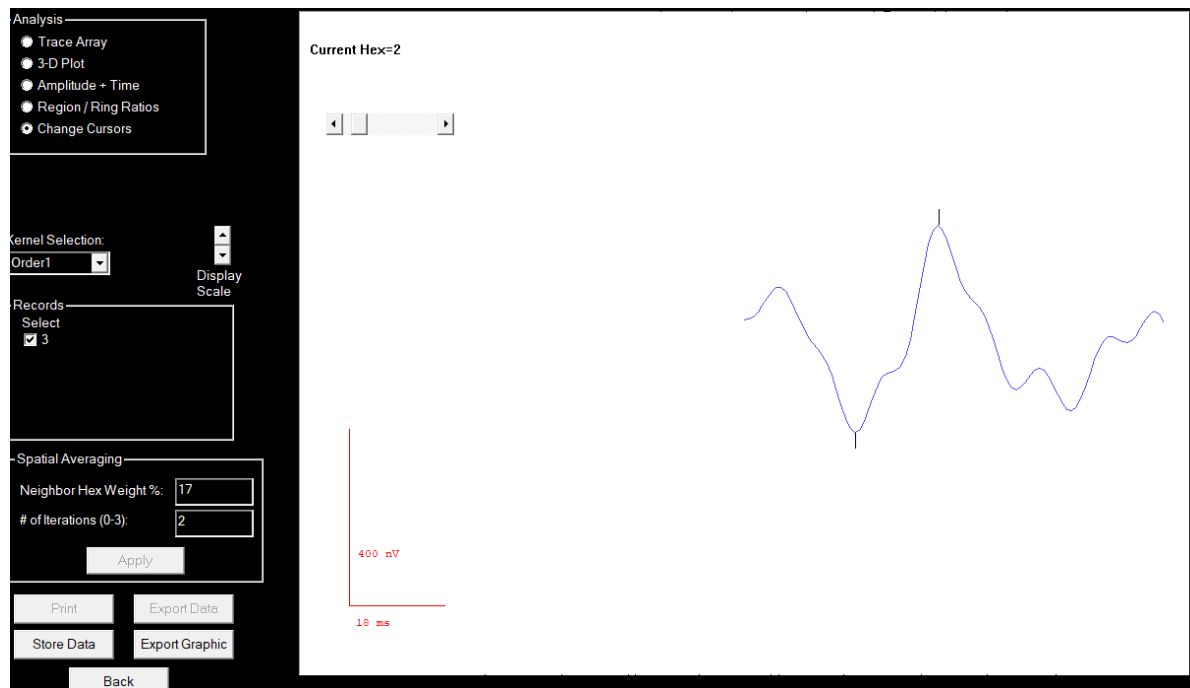 Analysis
Trace Array
3-D Plot
Amplitude + Time
Region / Ring Ratios
Change Cursors
Kernel Selection:
Order1
Display
Scale
Records
Select
3
Spatial Averaging
Neighbor Hex Weight %: 17
# of Iterations (0-3): 2
Apply
Print Export Data
Store Data Export Graphic
Back
Current Hex=2
400 nV
18 ms